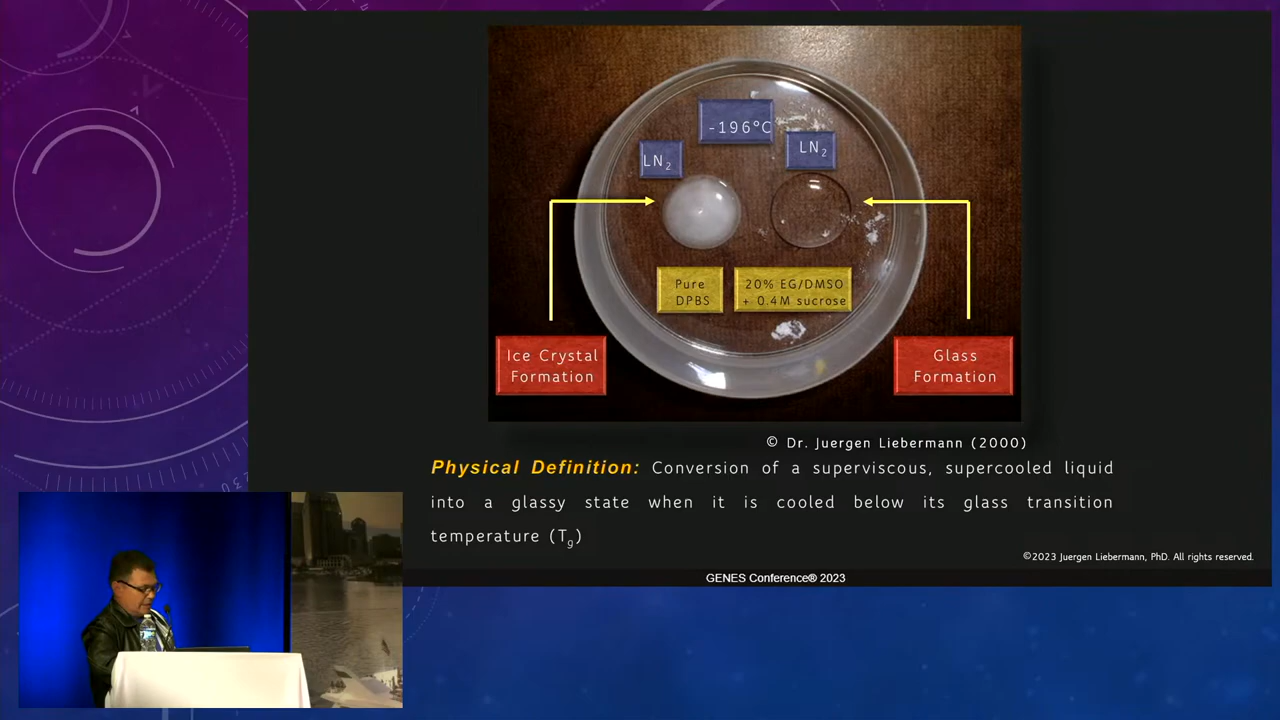 -196°C
LN2
LN2
Pure
DPBS
20% EG/DMSO
+ 0.4M sucrose
Ice Crystal
Formation
Glass
Formation
© Dr. Juergen Liebermann (2000)
Physical Definition: Conversion of a superviscous, supercooled liquid
into a glassy state when it is cooled below its glass transition
temperature (Tg)
©2023 Juergen Liebermann, PhD. All rights reserved.
GENES Conference® 2023